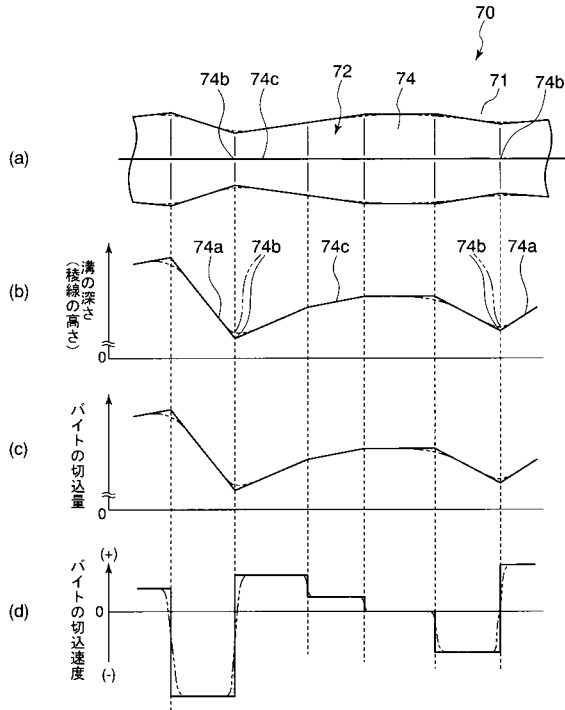 70
74b 74c 72 74 71 74b
(a)
74a 74b 74c 74b 74a
(b)
溝の深さ
(稜線の高さ)
0
(c)
バイトの切込量
0
(+)
(d)
バイトの切込速度
0
(-)